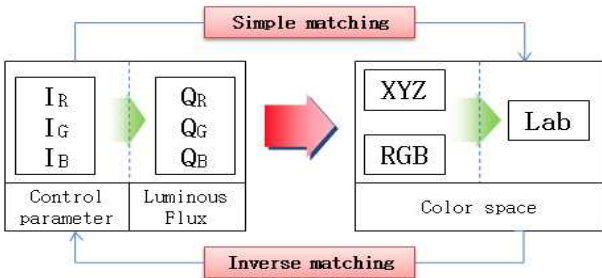 Simple matching
IR
IG
IB
QR
QG
QB
XYZ
RGB
Lab
Control
parameter
Luminous
Flux
Color space
Inverse matching